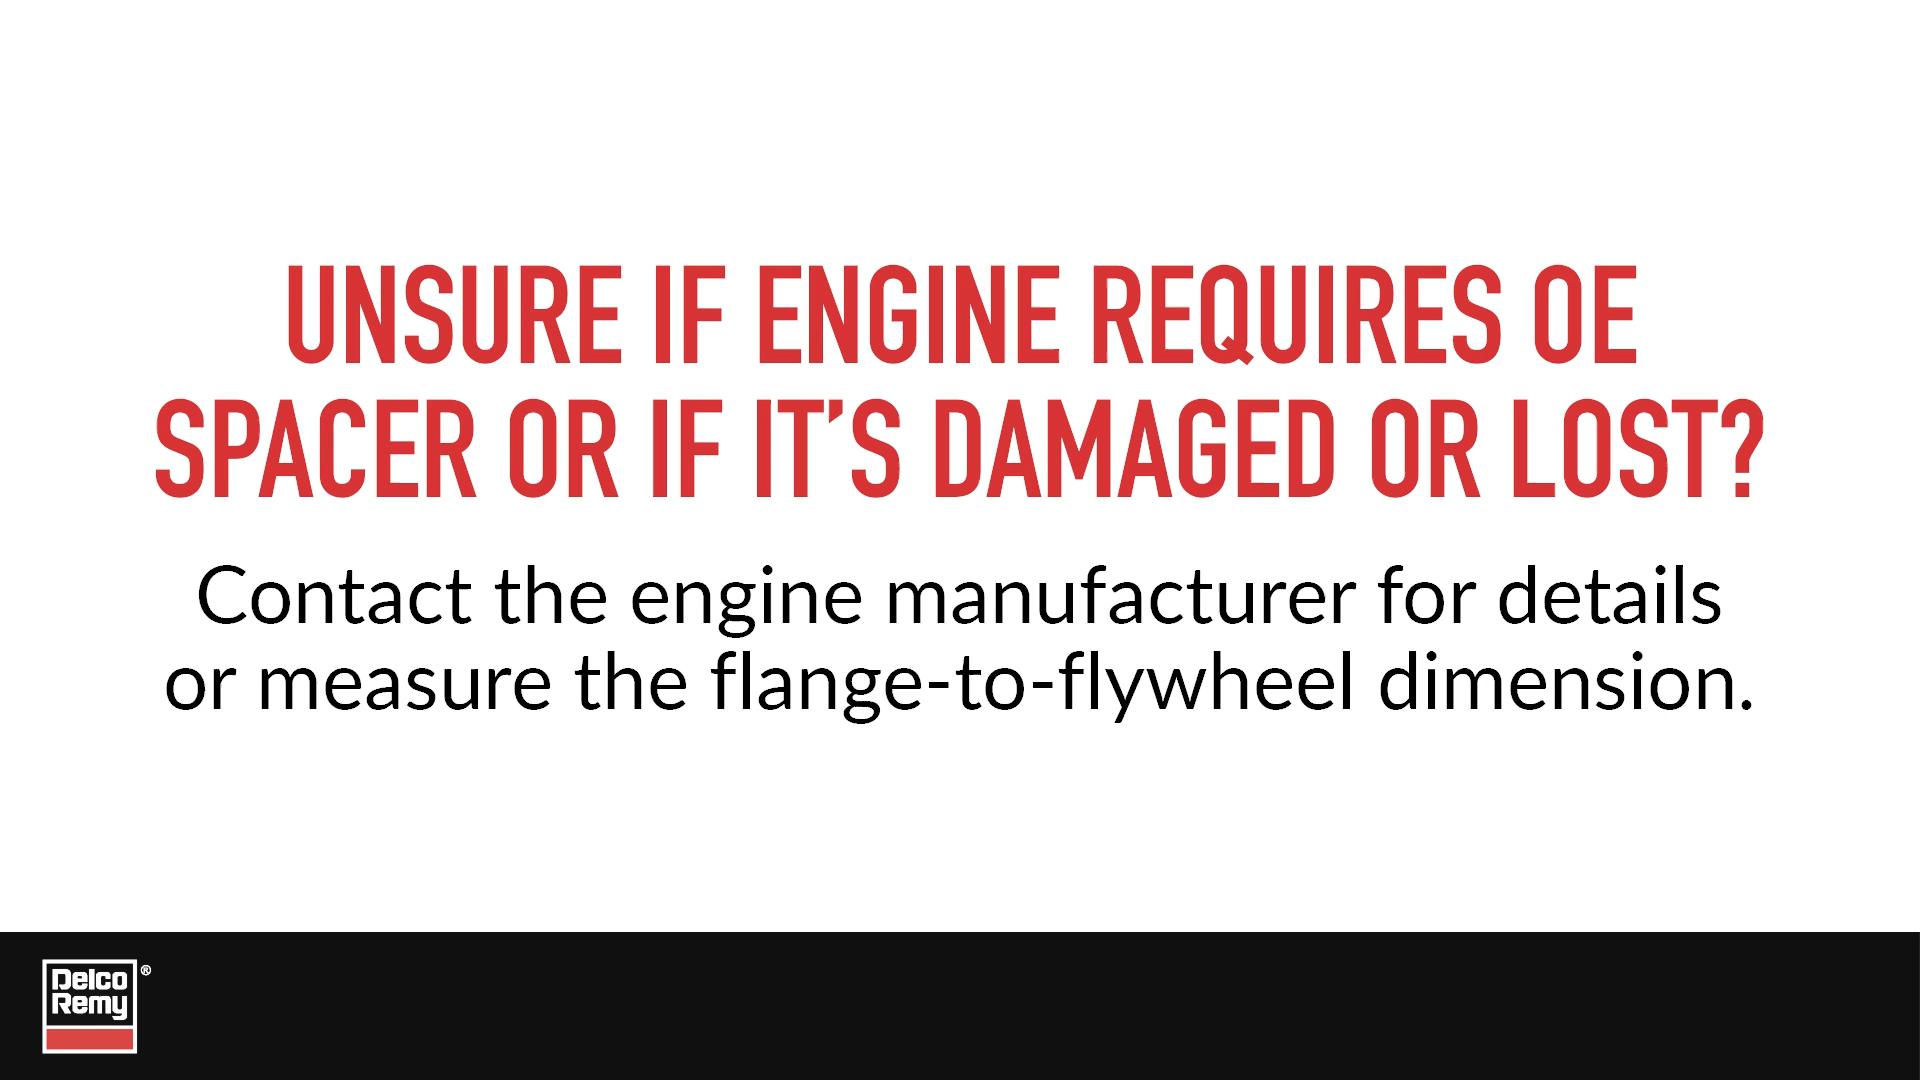 UNSURE IF ENGINE REQUIRES OE
SPACER OR IF IT’S DAMAGED OR LOST?
Contact the engine manufacturer for details
or measure the flange-to-flywheel dimension.
Delco
Remy
®